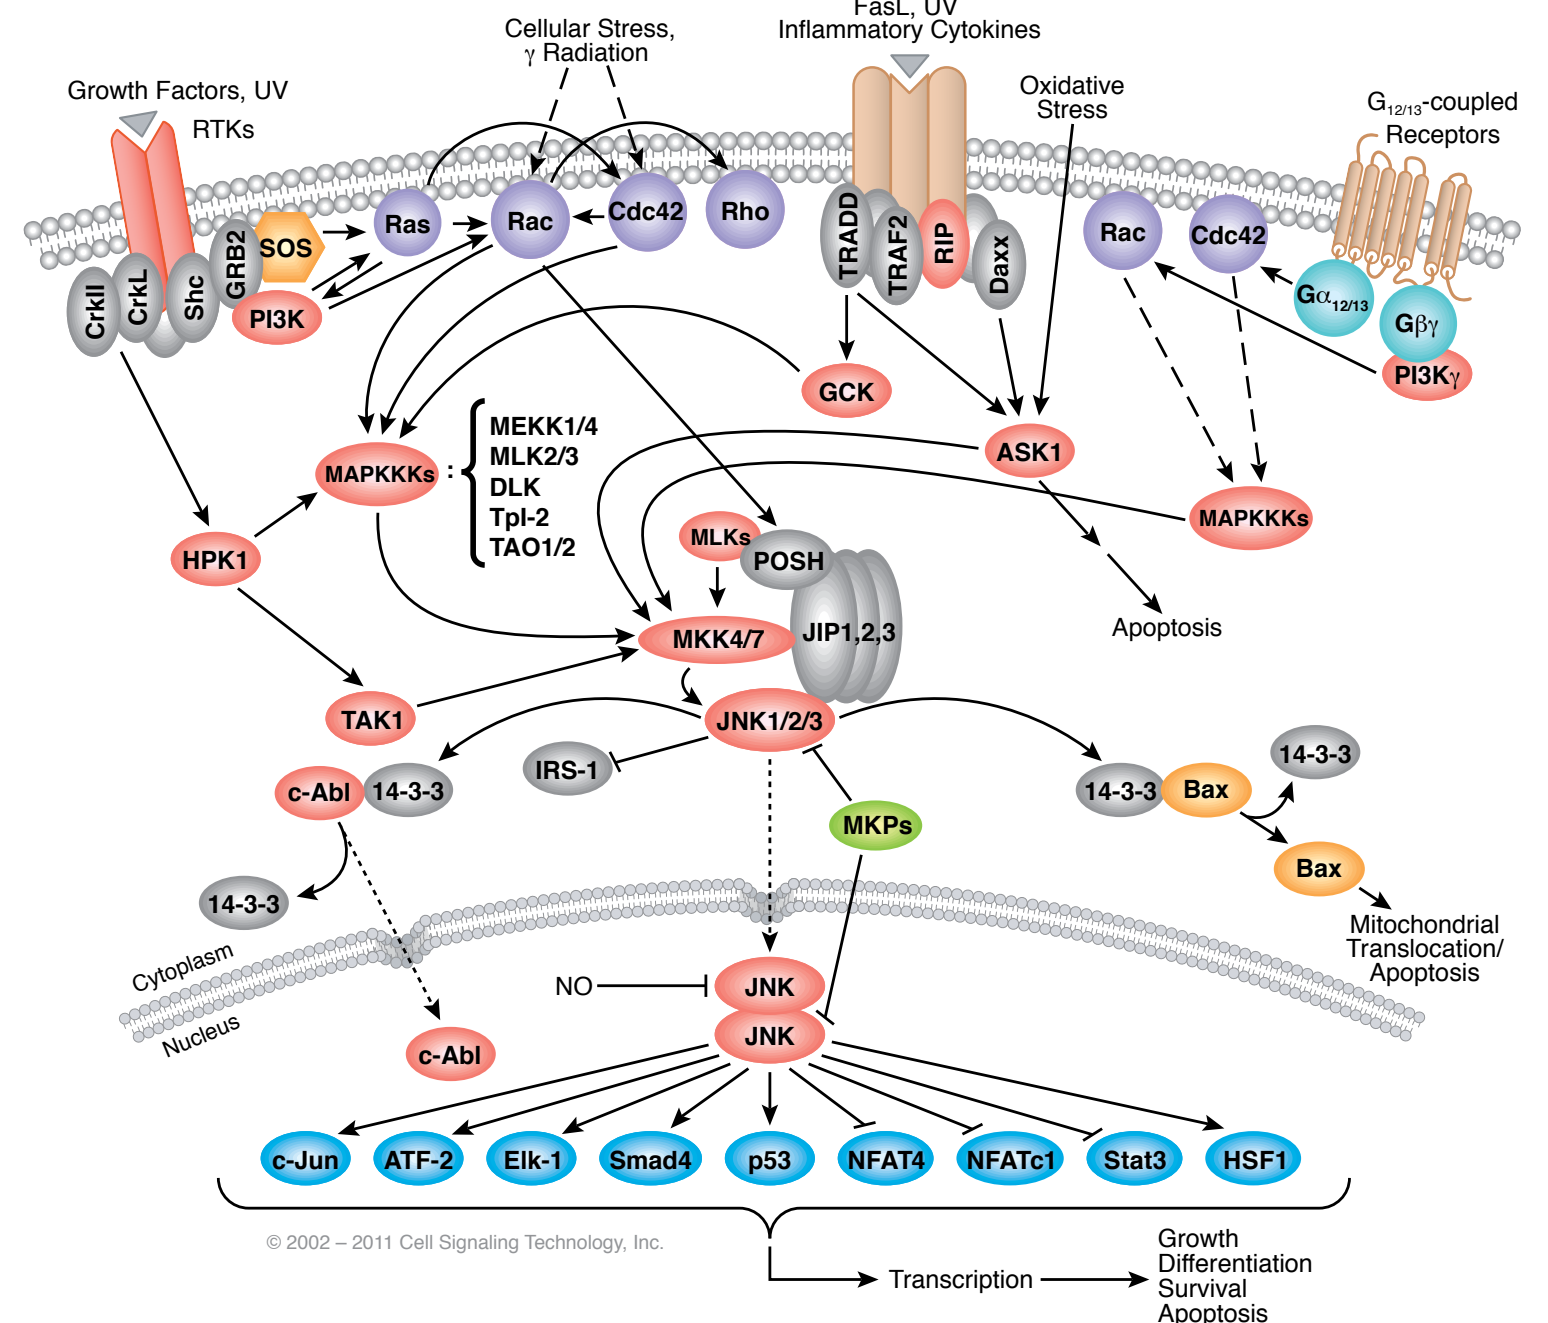 FasL, UV
Inflammatory Cytokines
Cellular Stress,
γ Radiation
Growth Factors, UV
RTKs
Oxidative
Stress
G12/13-coupled
Receptors
CrkII
CrkL
Shc
GRB2
SOS
PI3K
Ras
Rac
Cdc42
Rho
TRADD
TRAF2
RIP
Daxx
Rac
Cdc42
Gα12/13
Gβγ
PI3Kγ
GCK
ASK1
MAPKKKs :
MEKK1/4
MLK2/3
DLK
Tpl-2
TAO1/2
MAPKKKs
HPK1
MLKs
POSH
JIP1,2,3
MKK4/7
Apoptosis
TAK1
JNK1/2/3
IRS-1
c-Abl
14-3-3
14-3-3
Bax
14-3-3
MKPs
Bax
14-3-3
Mitochondrial
Translocation/
Apoptosis
Cytoplasm
Nucleus
NO
JNK
JNK
c-Abl
c-Jun
ATF-2
Elk-1
Smad4
p53
NFAT4
NFATc1
Stat3
HSF1
© 2002 – 2011 Cell Signaling Technology, Inc.
Transcription
Growth
Differentiation
Survival
Apoptosis